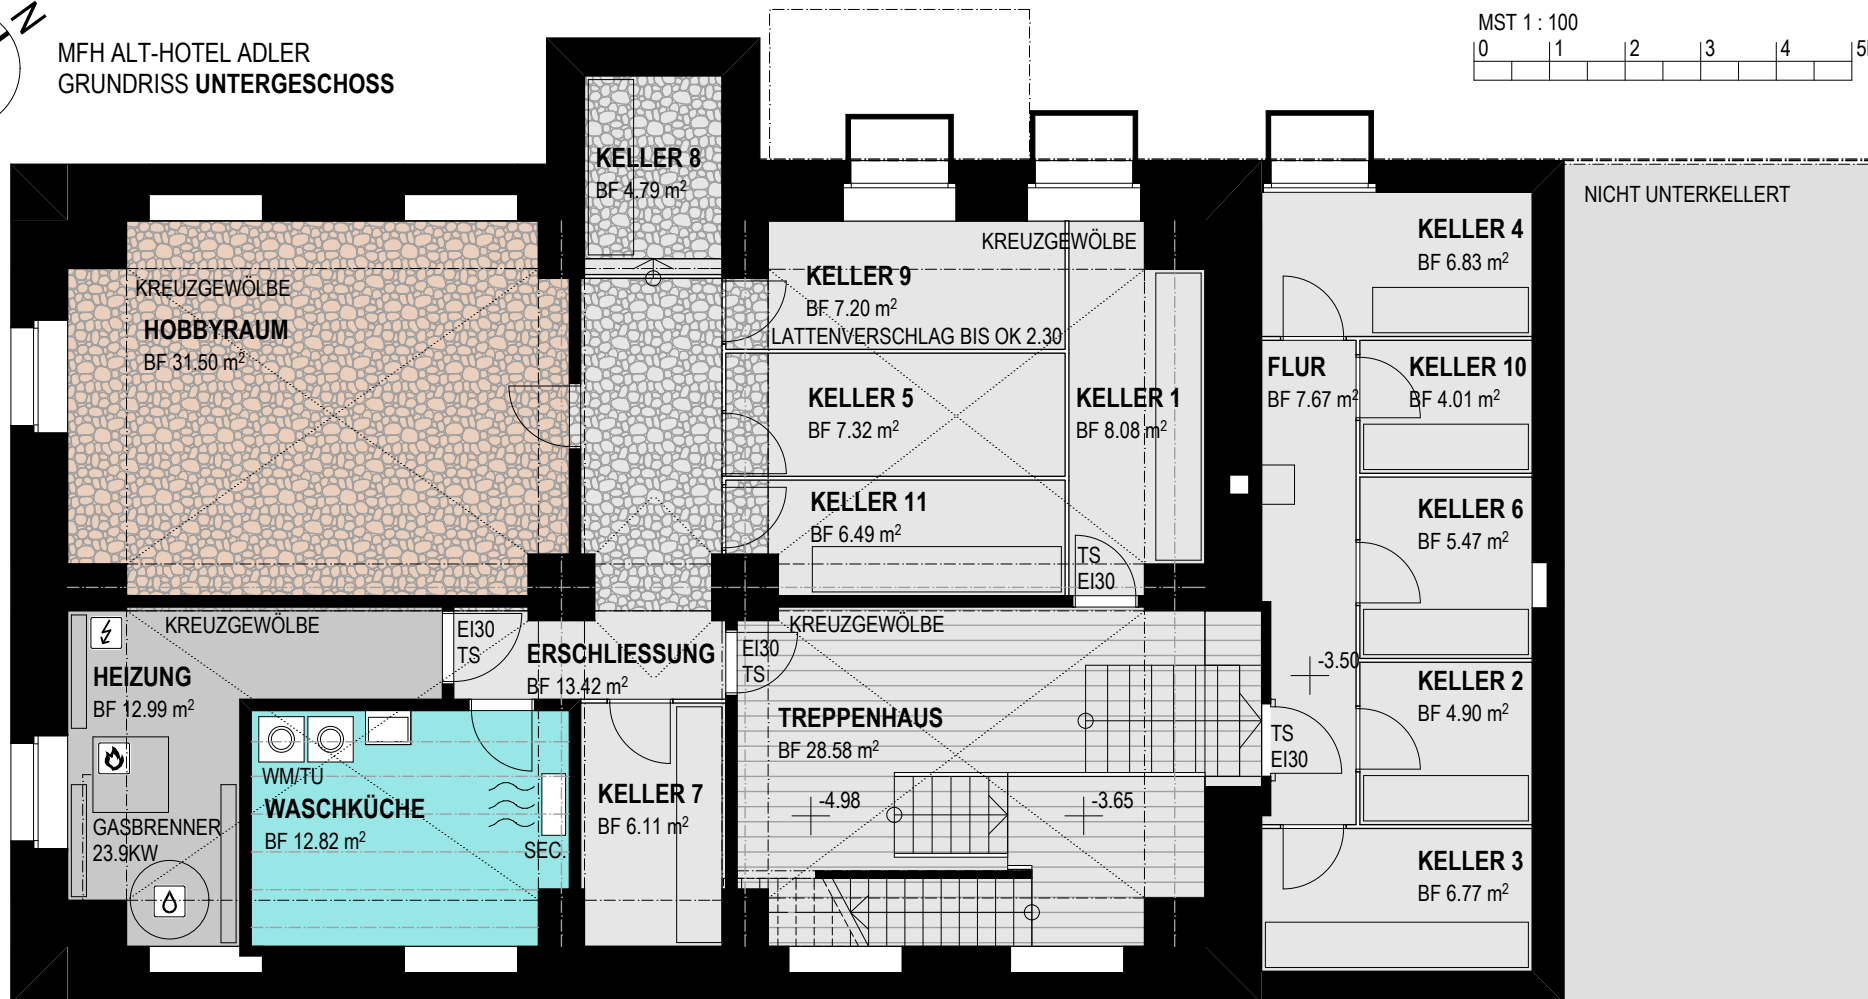 N
MFH ALT-HOTEL ADLER
GRUNDRISS UNTERGESCHOSS
MST 1 : 100
0 1 2 3 4 5
KELLER 8
BF 4.79 m²
NICHT UNTERKELLERT
KREUZGEWÖLBE
HOBBYRAUM
BF 31.50 m²
KREUZGEWÖLBE
KELLER 9
BF 7.20 m²
LATTENVERSCHLAG BIS OK 2.30
KELLER 5
BF 7.32 m²
KELLER 1
BF 8.08 m²
KELLER 11
BF 6.49 m²
TS
EI30
KELLER 4
BF 6.83 m²
FLUR
BF 7.67 m²
KELLER 10
BF 4.01 m²
KELLER 6
BF 5.47 m²
-3.50
KELLER 2
BF 4.90 m²
TS
EI30
KELLER 3
BF 6.77 m²
KREUZGEWÖLBE
HEIZUNG
BF 12.99 m²
GASBRENNER
23.9KW
EI30
TS
ERSCHLIESSUNG
BF 13.42 m²
WM/TU
WASCHKÜCHE
BF 12.82 m²
SEC.
KELLER 7
BF 6.11 m²
KREUZGEWÖLBE
EI30
TS
TREPPENHAUS
BF 28.58 m²
-4.98
-3.65